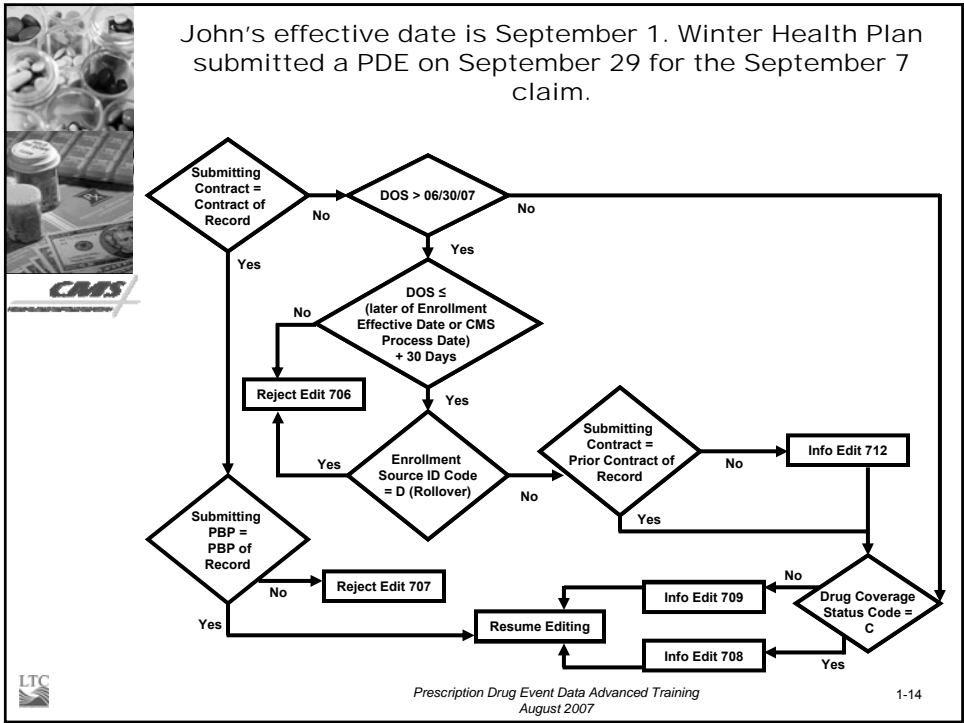 John's effective date is September 1. Winter Health Plan
submitted a PDE on September 29 for the September 7
claim.
Submitting
Contract =
Contract of
Record
No
DOS > 06/30/07
No
Yes
Yes
DOS ≤
(later of Enrollment
Effective Date or CMS
Process Date)
+ 30 Days
No
Reject Edit 706
Yes
Enrollment
Source ID Code
= D (Rollover)
Yes
No
Submitting
Contract =
Prior Contract of
Record
No
Info Edit 712
Yes
Submitting
PBP =
PBP of
Record
No
Reject Edit 707
Yes
Resume Editing
Drug Coverage
Status Code =
C
No
Info Edit 709
Yes
Info Edit 708
CMS
LTC
Prescription Drug Event Data Advanced Training
August 2007
1-14